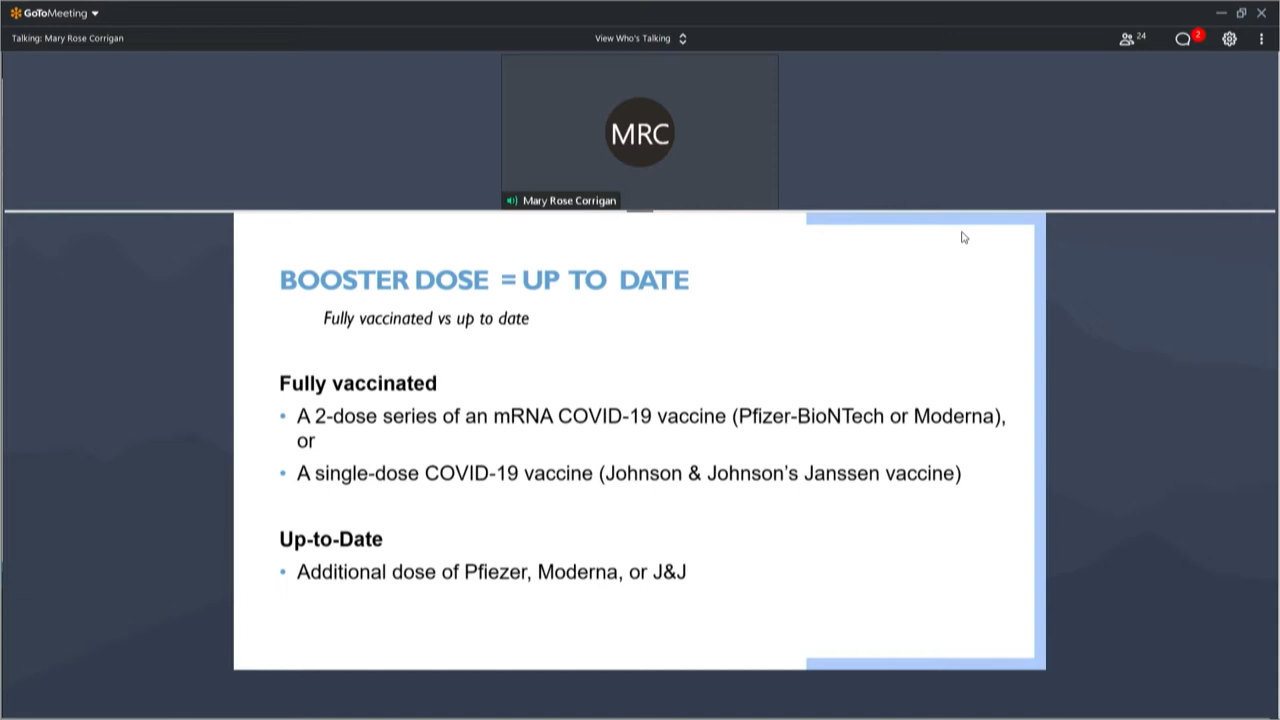 GoToMeeting
Talking: Mary Rose Corrigan
View Who's Talking
24
2
MRC
Mary Rose Corrigan
BOOSTER DOSE = UP TO DATE
Fully vaccinated vs up to date
Fully vaccinated
• A 2-dose series of an mRNA COVID-19 vaccine (Pfizer-BioNTech or Moderna),
or
• A single-dose COVID-19 vaccine (Johnson & Johnson’s Janssen vaccine)
Up-to-Date
• Additional dose of Pfiezer, Moderna, or J&J